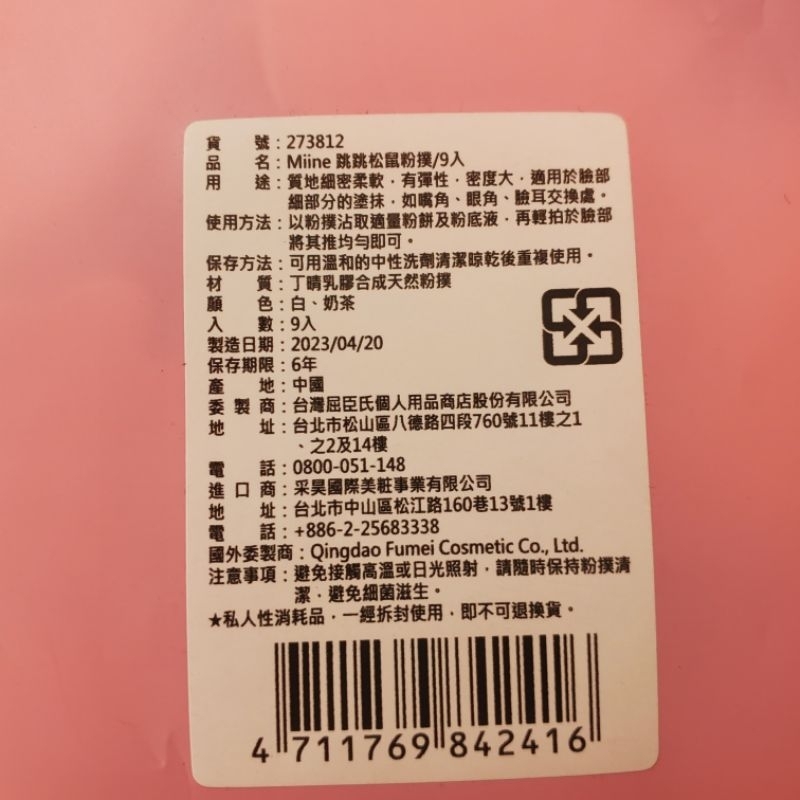 貨號：273812
品名：Miine 跳跳松鼠粉撲/9入
用途：質地細密柔軟，有彈性，密度大，適用於臉部
細部分的塗抹，如嘴角、眼角、臉耳交換處。
使用方法：以粉撲沾取適量粉餅及粉底液，再輕拍於臉部
將其推均勻即可。
保存方法：可用溫和的中性洗劑清潔晾乾後重複使用。
材質：丁晴乳膠合成天然粉撲
顏色：白、奶茶
入數：9入
製造日期：2023/04/20
保存期限：6年
產地：中國
委製商：台灣屈臣氏個人用品商店股份有限公司
地址：台北市松山區八德路四段760號11樓之1
、之2及14樓
電話：0800-051-148
進口商：采昊國際美粧事業有限公司
地址：台北市中山區松江路160巷13號1樓
電話：+886-2-25683338
國外委製商：Qingdao Fumei Cosmetic Co., Ltd.
注意事項：避免接觸高溫或日光照射，請隨時保持粉撲清
潔，避免細菌滋生。
★私人性消耗品，一經拆封使用，即不可退換貨。
4 711769 842416